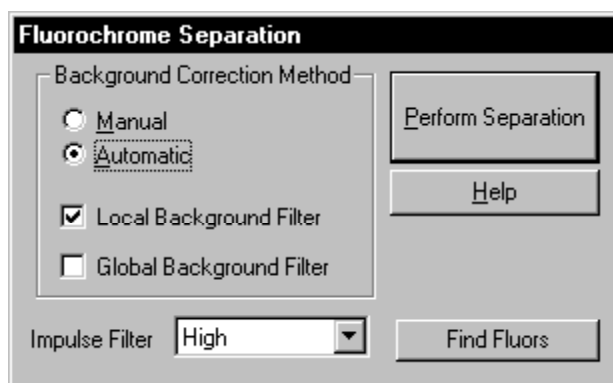 Fluorochrome Separation
Background Correction Method
Manual
Automatic
Local Background Filter
Global Background Filter
Perform Separation
Help
Impulse Filter
High
Find Fluors